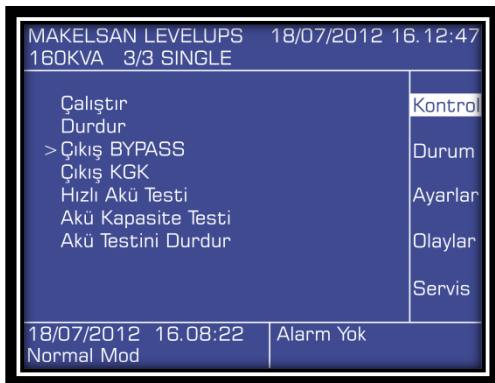 MAKELSAN LEVELUPS 18/07/2012 16.12:47
160KVA 3/3 SINGLE
Çalıştır
Durdur
>Çıkış BYPASS
Çıkış KGK
Hızlı Akü Testi
Akü Kapasite Testi
Akü Testini Durdur
Kontrol
Durum
Ayarlar
Olaylar
Servis
18/07/2012 16.08:22
Normal Mod
Alarm Yok